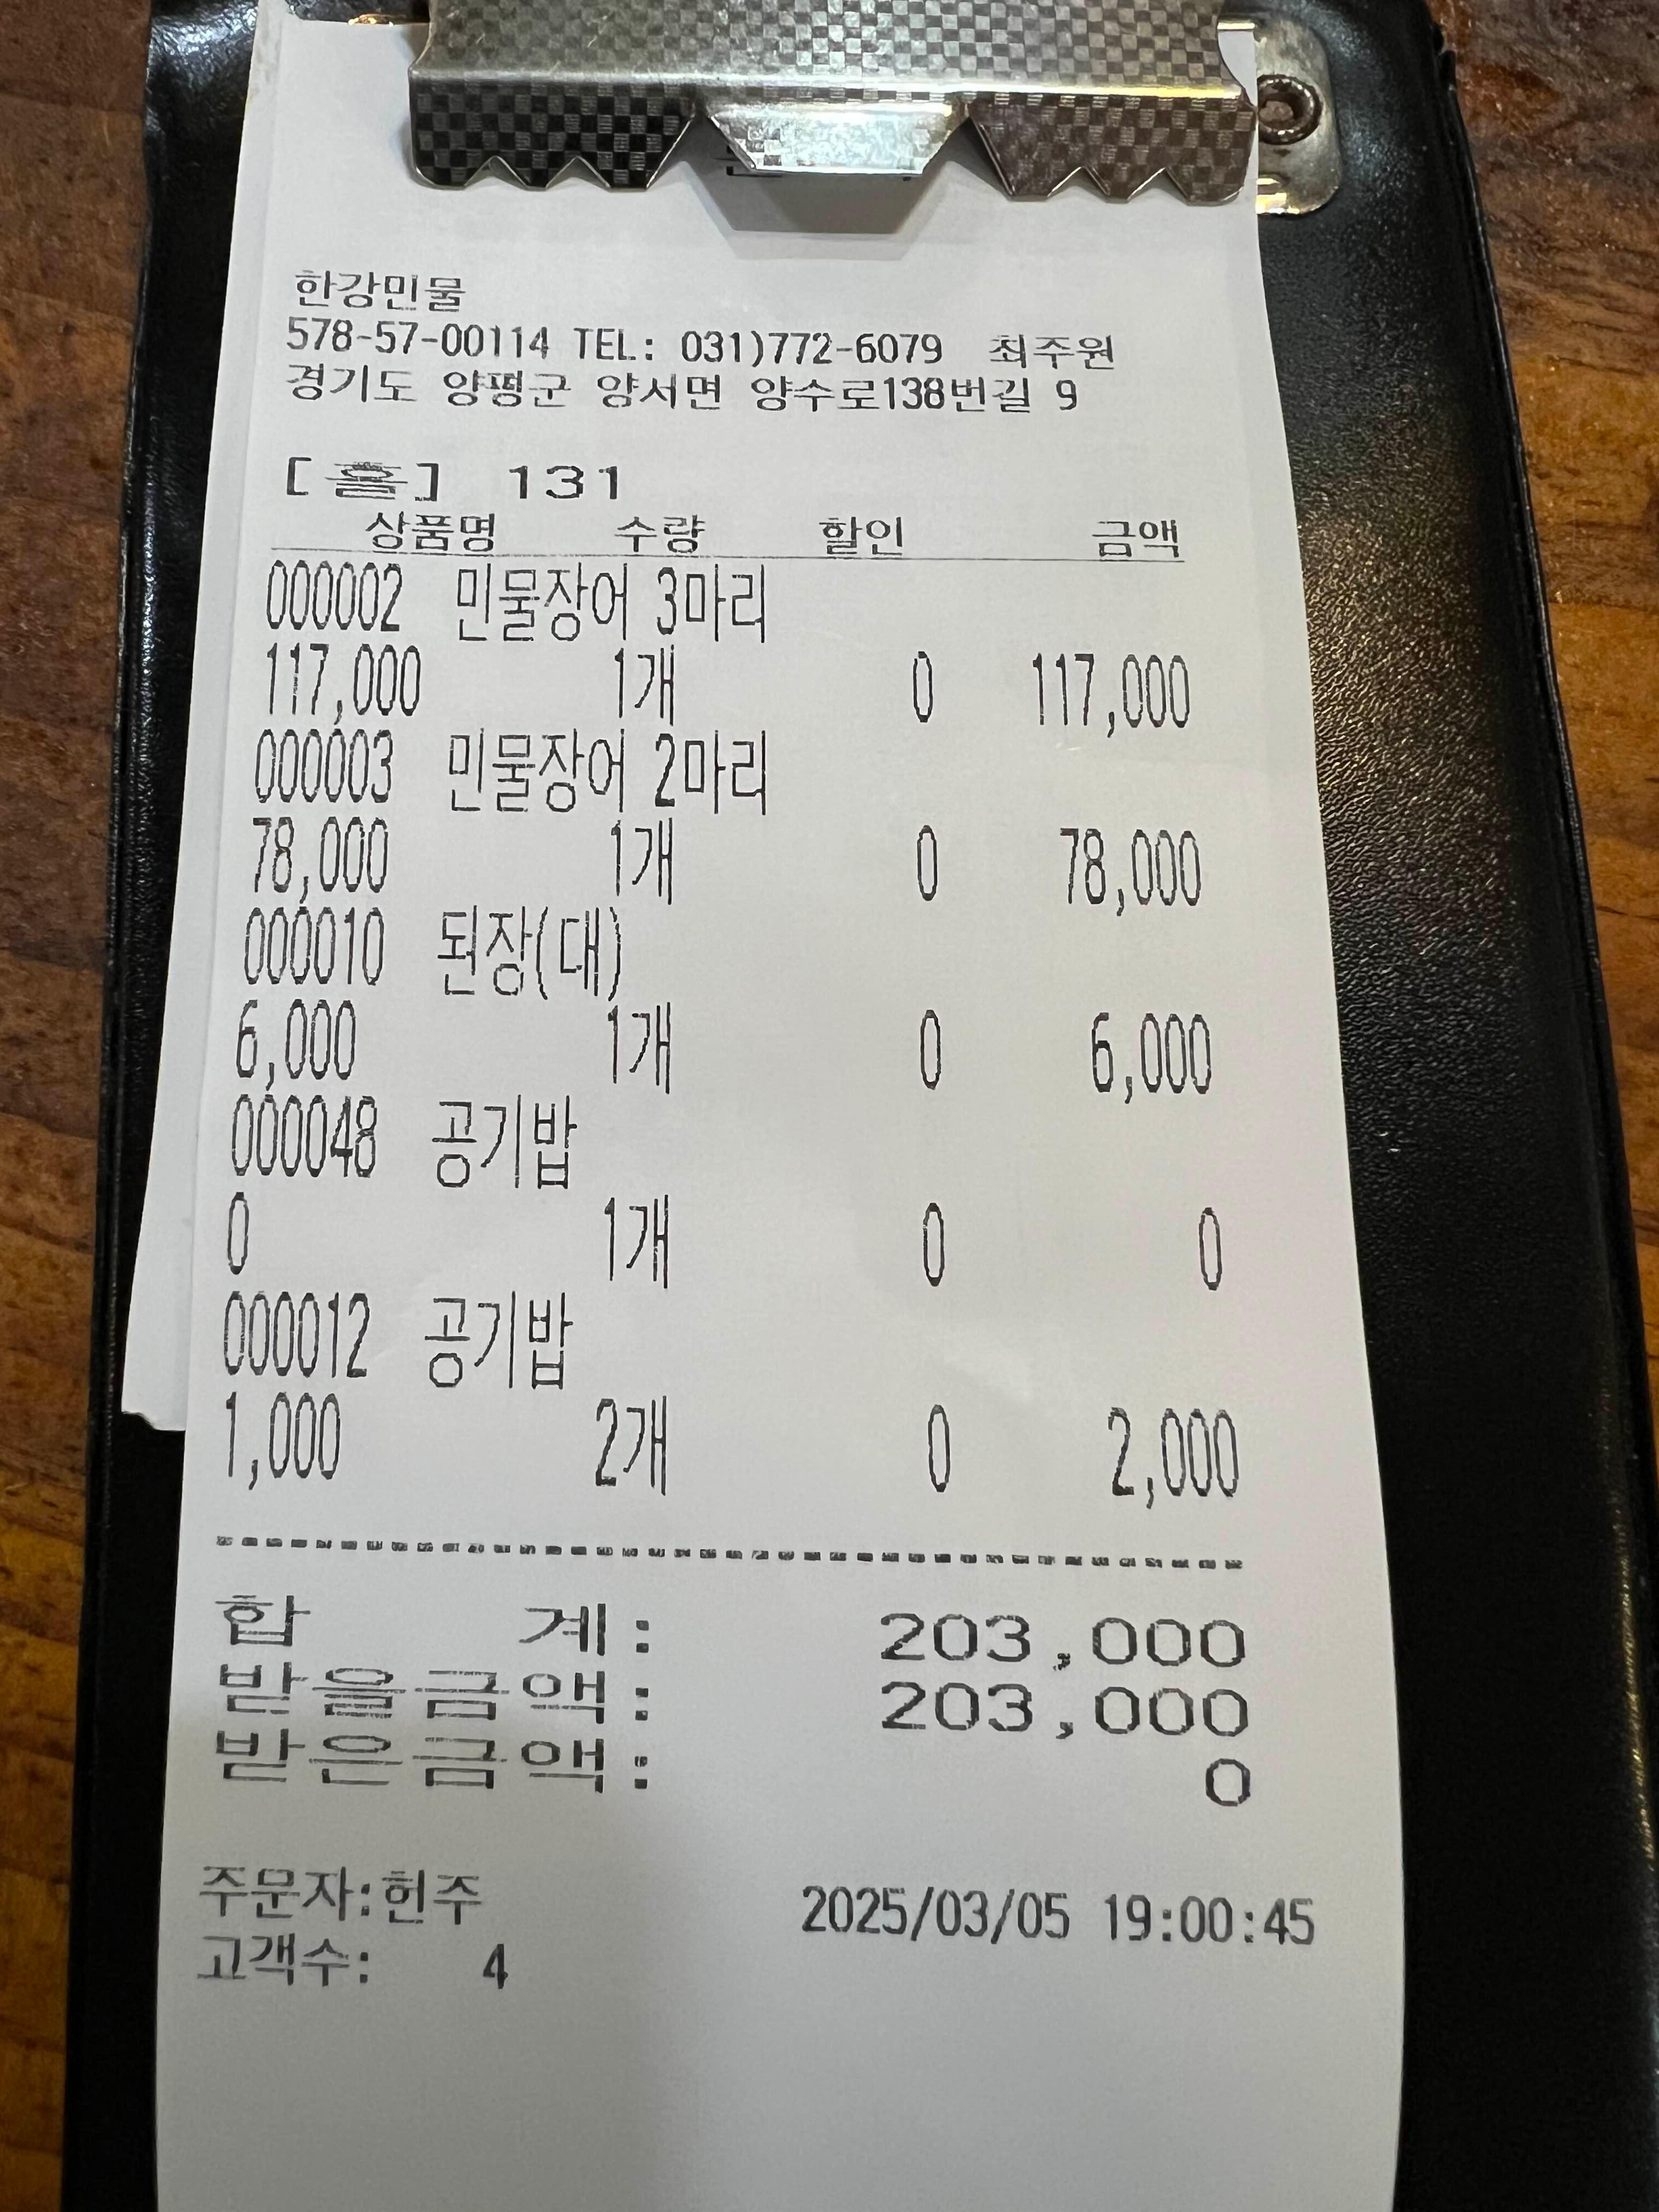 한강민물
578-57-00114 TEL: 031)772-6079 최주원
경기도 양평군 양서면 양수로138번길 9
[홀] 131
상품명 수량 할인 금액
000002 민물장어 3마리
117,000 1개 0 117,000
000003 민물장어 2마리
78,000 1개 0 78,000
000010 된장(대)
6,000 1개 0 6,000
000048 공기밥
0 1개 0 0
000012 공기밥
1,000 2개 0 2,000
합 계: 203,000
받을금액: 203,000
받은금액: 0
주문자:헌주 2025/03/05 19:00:45
고객수: 4